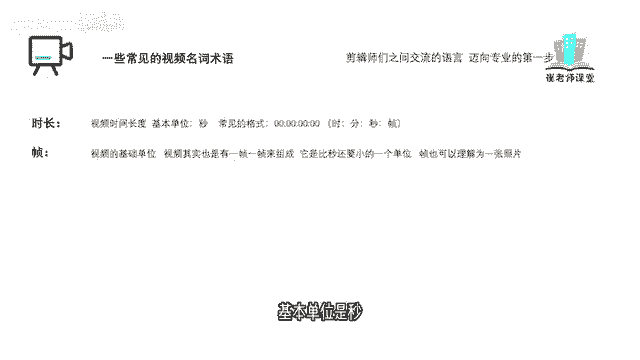 一些常见的视频名词术语
剪辑师们之间交流的语言 迈向专业的第一步
崔老师课堂
时长： 视频时间长度 基本单位：秒 常见的格式：00:00:00:00（时：分：秒：帧）
帧： 视频的基础单位 视频其实也是有一帧一帧来组成 它是比秒还要小的一个单位 帧也可以理解为一张照片
基本单位是秒